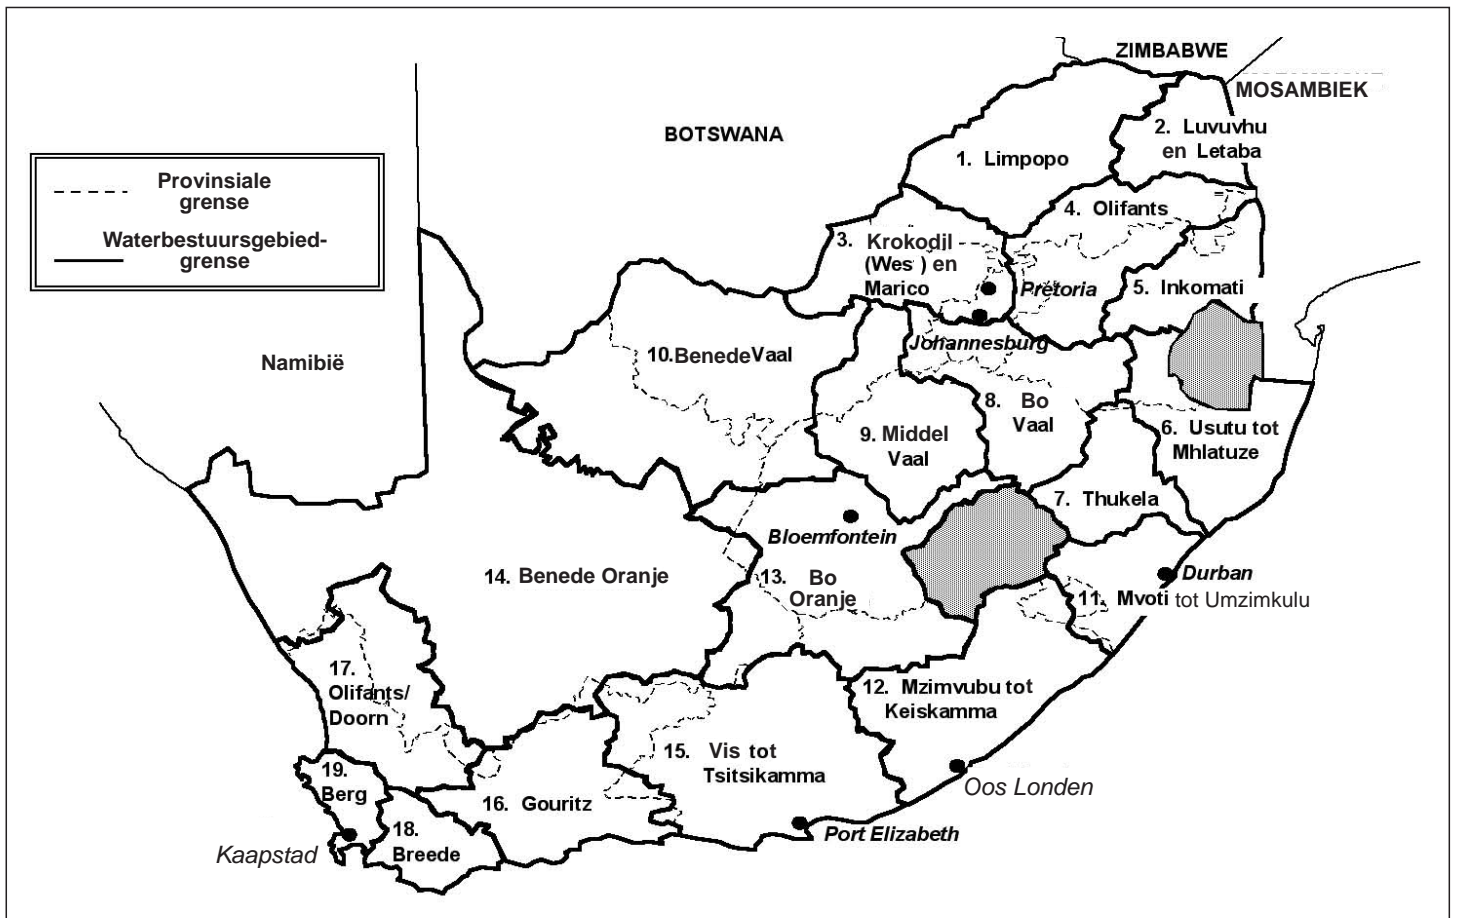 ZIMBABWE
MOSAMBIEK
BOTSWANA
2. Luvuvhu
en Letaba
1. Limpopo
Provinsiale
grense
Waterbestuursgebied-
grense
4. Olifants
3. Krokodjl
(Wes ) en
Marico
Pretoria
5. Inkomati
Johannesburg
Namibië
10. Benede Vaal
8. Bo
Vaal
9. Middel
Vaal
6. Usutu tot
Mhlatuze
7. Thukela
Bloemfontein
14. Benede Oranje
13. Bo
Oranje
Durban
11. Mvoti tot Umzimkulu
17.
Olifants/
Doorn
12. Mzimvubu tot
Keiskamma
15. Vis tot
Tsitsikamma
19.
Berg
16. Gouritz
Oos Londen
18.
Breede
Port Elizabeth
Kaapstad